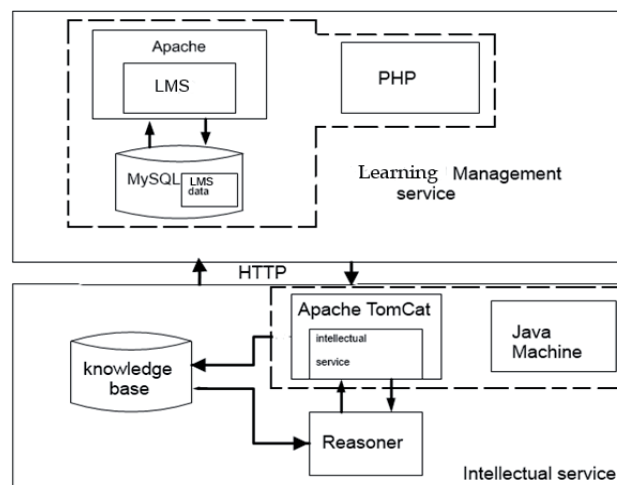 Apache
LMS
PHP
MySQL
LMS
data
Learning Management
service
HTTP
Apache TomCat
intellectual
service
Java
Machine
knowledge
base
Reasoner
Intellectual service